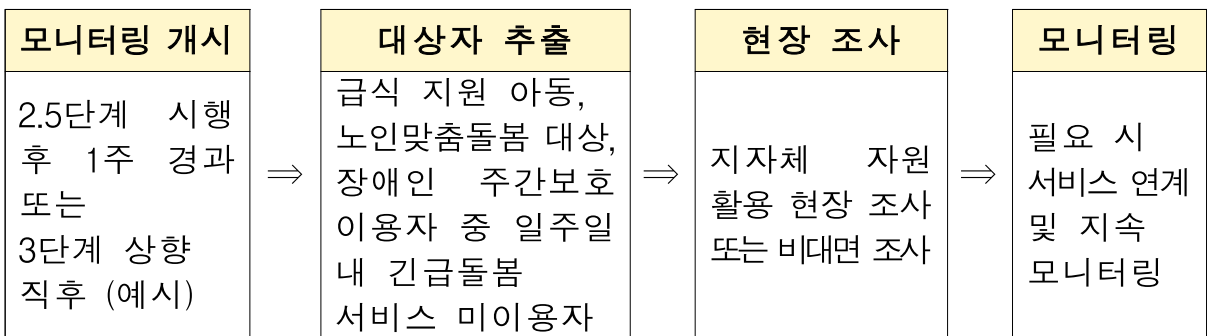 모니터링 개시
2.5단계 시행
후 1주 경과
또는
3단계 상향
직후 (예시)
⇒
대상자 추출
급식 지원 아동,
노인맞춤돌봄 대상,
장애인 주간보호
이용자 중 일주일
내 긴급돌봄
서비스 미이용자
⇒
현장 조사
지자체 자원
활용 현장 조사
또는 비대면 조사
⇒
모니터링
필요 시
서비스 연계
및 지속
모니터링